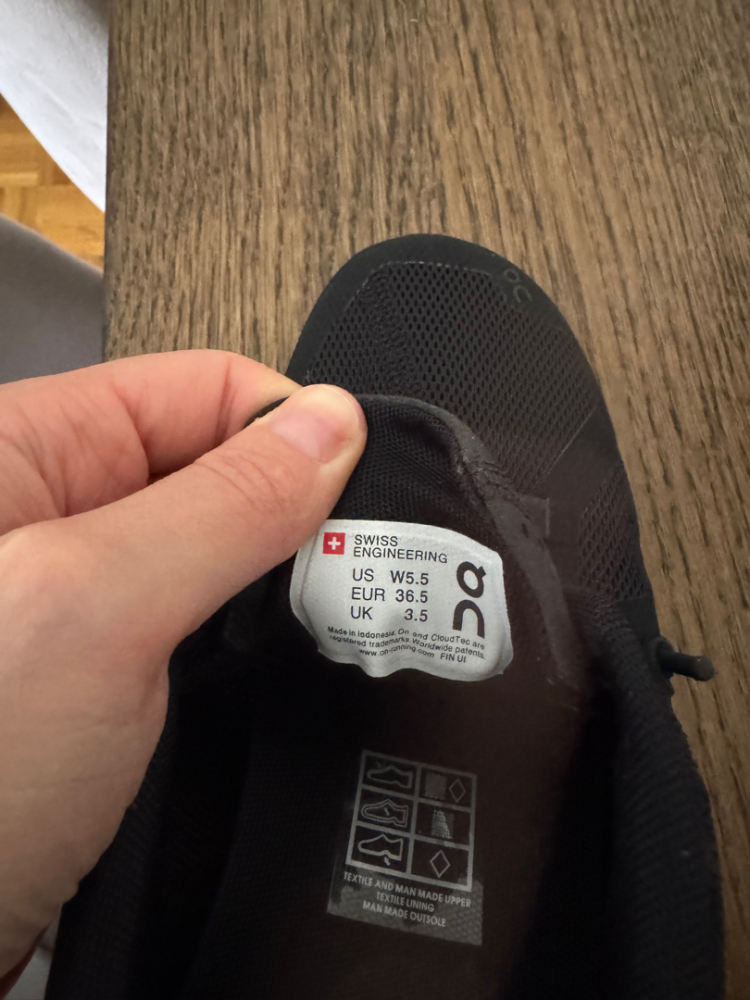 SWISS
ENGINEERING
US W5.5
EUR 36.5
UK 3.5
Made in Indonesia. On and CloudTec are
registered trademarks. Worldwide patents.
www.on-running.com FIN UI
TEXTILE AND MAN MADE UPPER
TEXTILE LINING
MAN MADE OUTSOLE